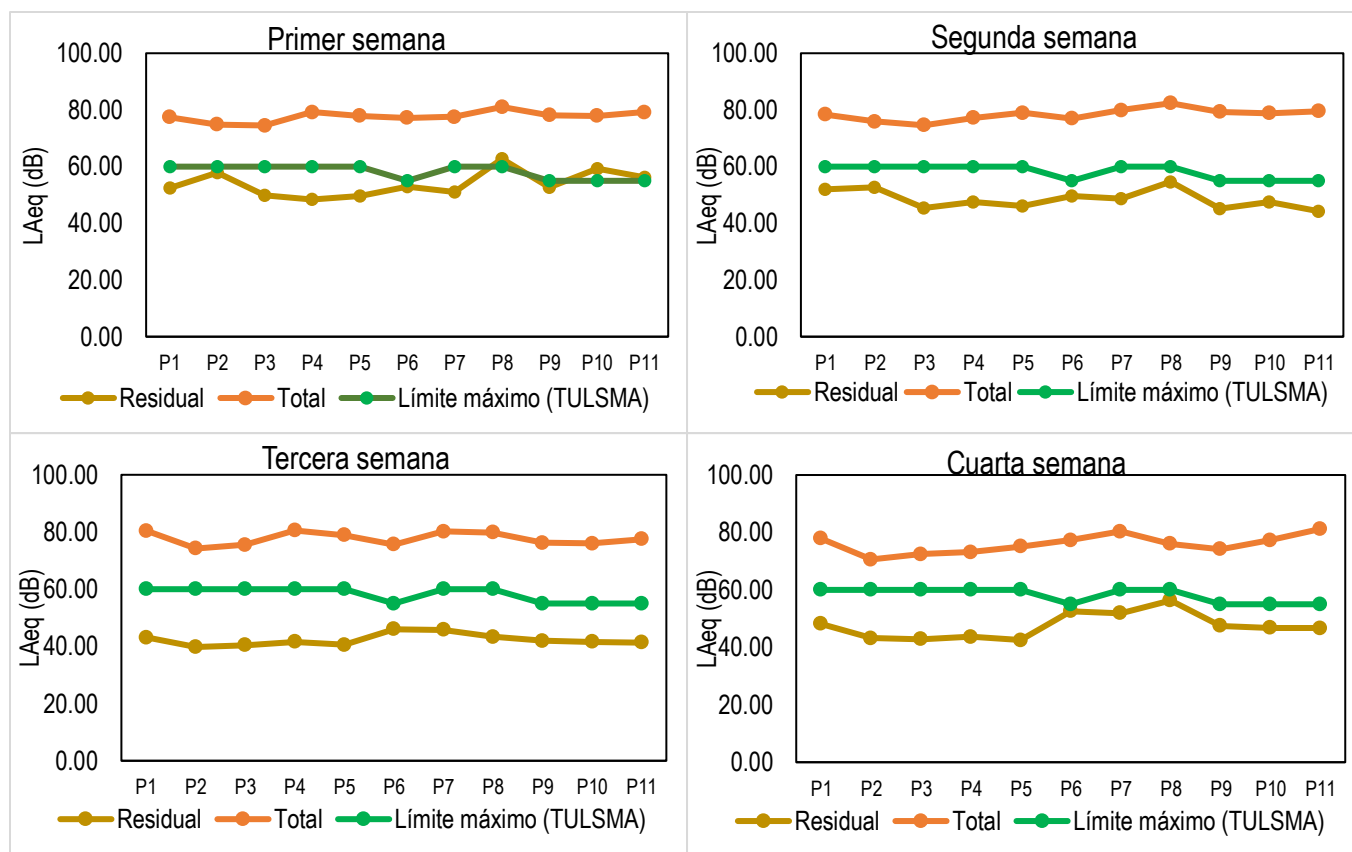 Primer semana
100.00
80.00
60.00
40.00
20.00
0.00
LAeq (dB)
P1 P2 P3 P4 P5 P6 P7 P8 P9 P10 P11
Residual Total Límite máximo (TULSMA)
Segunda semana
100.00
80.00
60.00
40.00
20.00
0.00
LAeq (dB)
P1 P2 P3 P4 P5 P6 P7 P8 P9 P10 P11
Residual Total Límite máximo (TULSMA)
Tercera semana
100.00
80.00
60.00
40.00
20.00
0.00
LAeq (dB)
P1 P2 P3 P4 P5 P6 P7 P8 P9 P10 P11
Residual Total Límite máximo (TULSMA)
Cuarta semana
100.00
80.00
60.00
40.00
20.00
0.00
LAeq (dB)
P1 P2 P3 P4 P5 P6 P7 P8 P9 P10 P11
Residual Total Límite máximo (TULSMA)